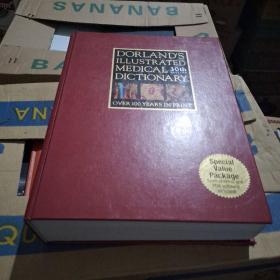 BANANAS
DORLAND'S
ILLUSTRATED
MEDICAL 30th
DICTIONARY
OVER 100 YEARS IN PRINT
Special
Value
Package